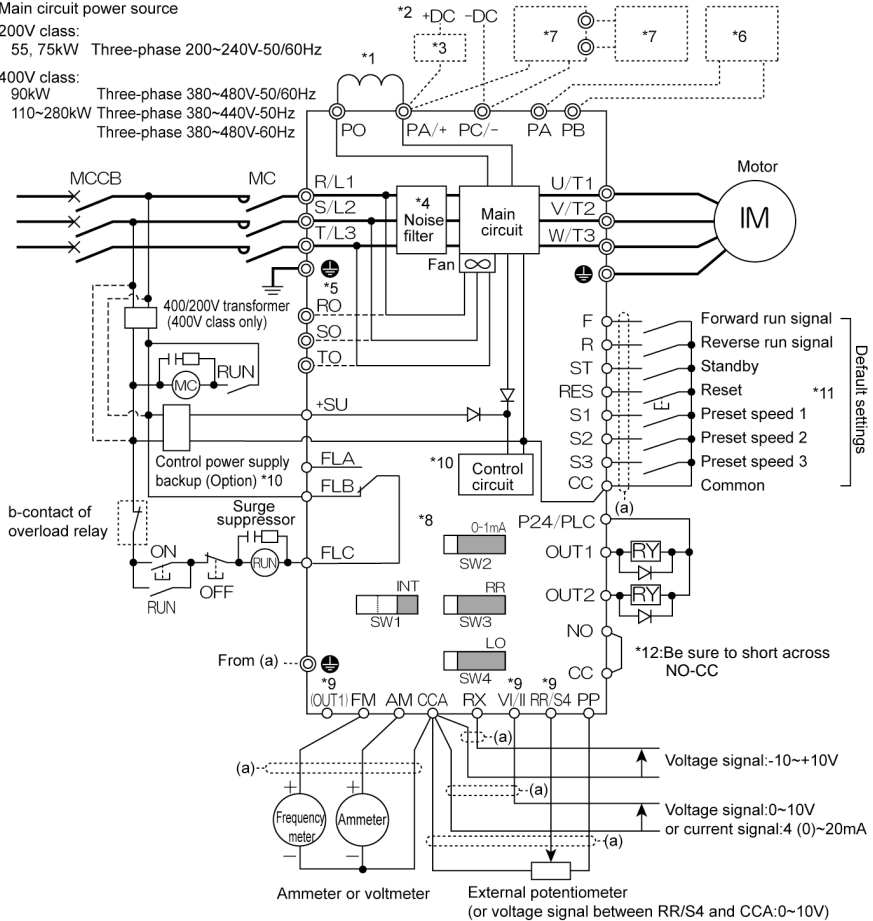 Main circuit power source
200V class:
55, 75kW Three-phase 200~240V-50/60Hz
400V class:
90kW Three-phase 380~480V-50/60Hz
110~280kW Three-phase 380~440V-50Hz
Three-phase 380~480V-60Hz
*1
*2 +DC -DC
*3
*7
*7
*6
PO
PA/+
PC/-
PA
PB
MCCB
MC
R/L1
S/L2
T/L3
*4
Noise
filter
Main
circuit
Fan
U/T1
V/T2
W/T3
Motor
IM
*5
RO
SO
TO
400/200V transformer
(400V class only)
MC
RUN
+SU
Control power supply
backup (Option) *10
FLA
FLB
FLC
*10
Control
circuit
b-contact of
overload relay
Surge
suppressor
ON
RUN
OFF
RUN
F
Forward run signal
R
Reverse run signal
ST
Standby
RES
Reset
S1
Preset speed 1
S2
Preset speed 2
S3
Preset speed 3
CC
Common
*11
Default settings
(a)
*8
0-1mA
SW2
INT
SW1
RR
SW3
LO
SW4
P24/PLC
OUT1
RY
OUT2
RY
NO
CC
*12:Be sure to short across
NO-CC
From (a)
*9
*9
*9
(OUT1)
FM
AM
CCA
RX
VI/II
RR/S4
PP
(a)
Voltage signal:-10~+10V
(a)
(a)
Voltage signal:0~10V
or current signal:4 (0)~20mA
(a)
+
+
Frequency
meter
Ammeter
-
-
Ammeter or voltmeter
External potentiometer
(or voltage signal between RR/S4 and CCA:0~10V)